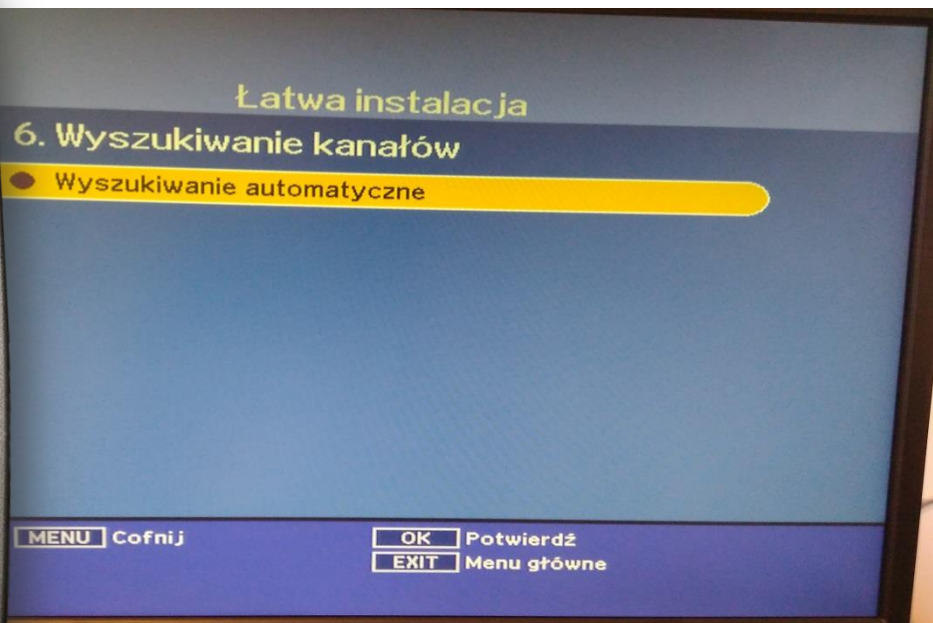 Łatwa instalacja
6. Wyszukiwanie kanałów
Wyszukiwanie automatyczne
MENU Cofnij
OK Potwierdź
EXIT Menu główne